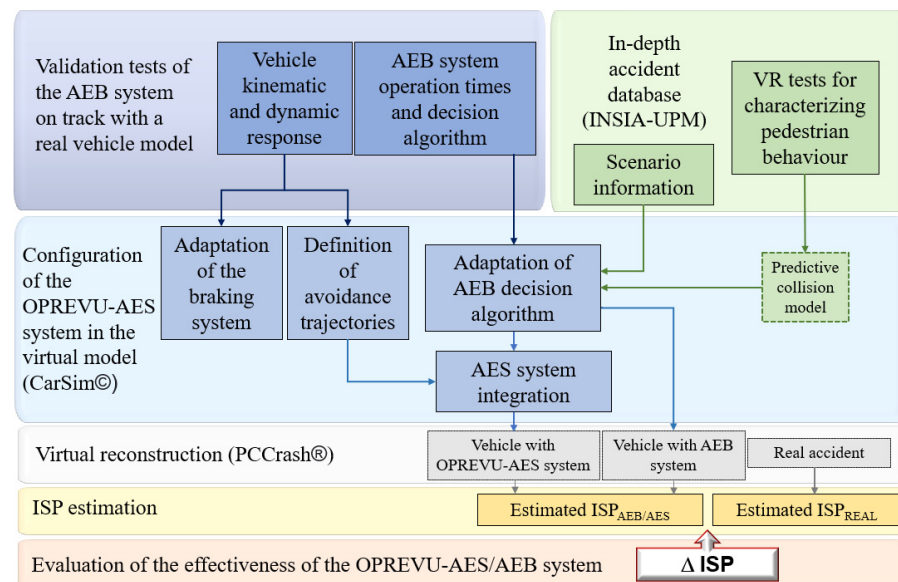 Validation tests of
the AEB system
on track with a
real vehicle model
Vehicle
kinematic
and dynamic
response
AEB system
operation times
and decision
algorithm
In-depth
accident
database
(INSIA-UPM)
Scenario
information
VR tests for
characterizing
pedestrian
behaviour
Configuration
of the
OPREVU-AES
system in the
virtual model
(CarSim©)
Adaptation
of the
braking
system
Definition
of
avoidance
trajectories
Adaptation of
AEB decision
algorithm
Predictive
collision
model
AES system
integration
Virtual reconstruction (PCCrash®)
Vehicle with
OPREVU-AES system
Vehicle with AEB
system
Real accident
ISP estimation
Estimated ISPAEB/AES
Estimated ISPREAL
Evaluation of the effectiveness of the OPREVU-AES/AEB system
Δ ISP